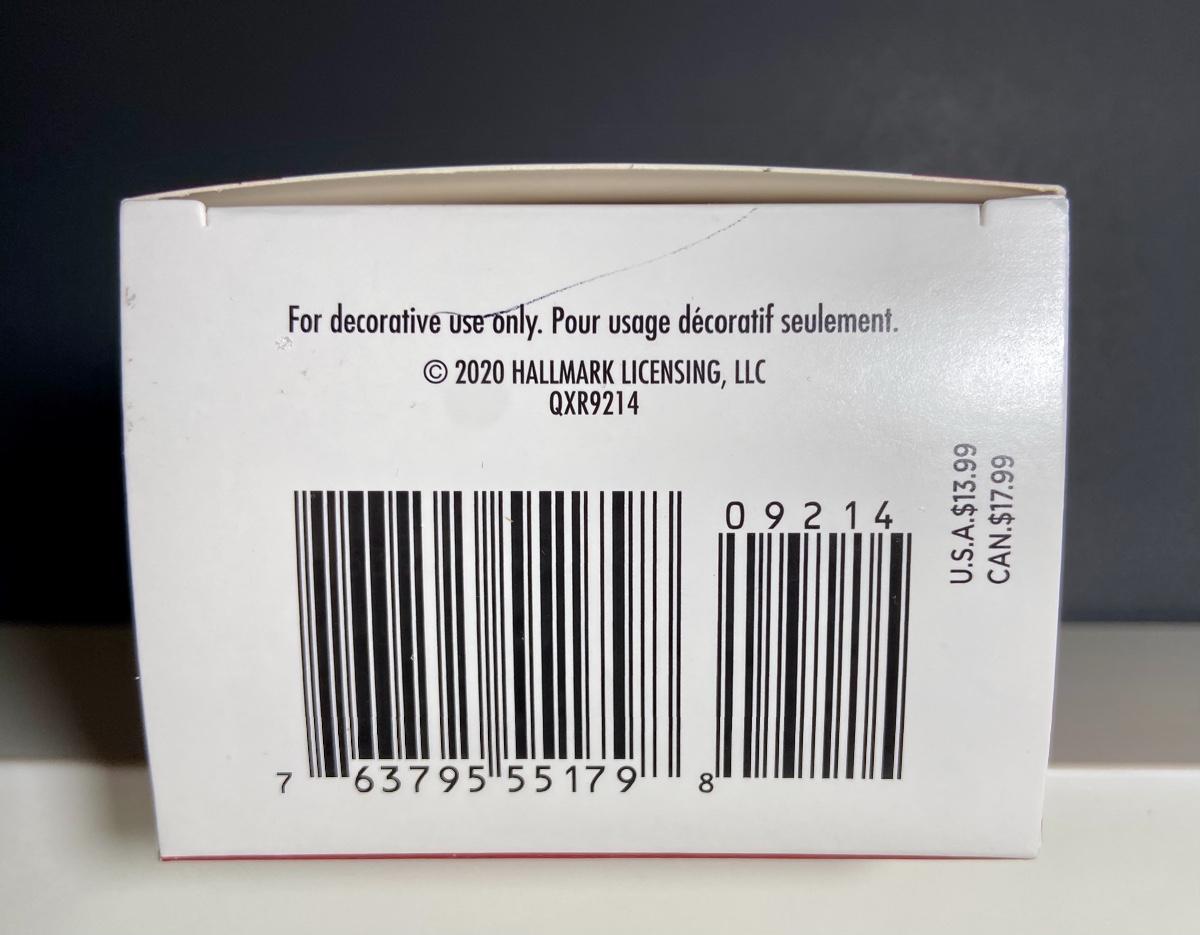 For decorative use only. Pour usage décoratif seulement.
© 2020 HALLMARK LICENSING, LLC
QXR9214
U.S.A.$13.99
CAN.$17.99
09214
7 63795 55179 8